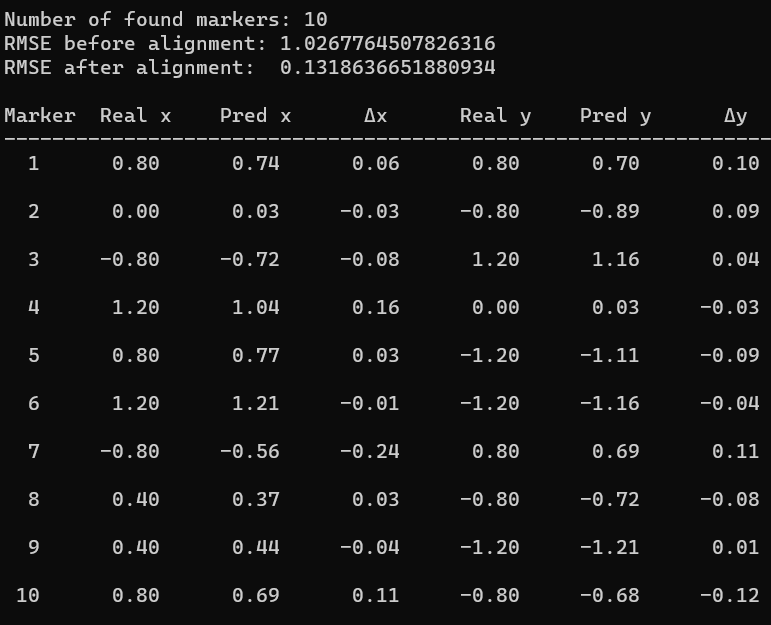 Number of found markers: 10
RMSE before alignment: 1.0267764507826316
RMSE after alignment:  0.1318636651880934

Marker  Real x    Pred x      Δx      Real y    Pred y      Δy
----------------------------------------------------------------
  1      0.80      0.74      0.06      0.80      0.70      0.10
  2      0.00      0.03     -0.03     -0.80     -0.89      0.09
  3     -0.80     -0.72     -0.08      1.20      1.16      0.04
  4      1.20      1.04      0.16      0.00      0.03     -0.03
  5      0.80      0.77      0.03     -1.20     -1.11     -0.09
  6      1.20      1.21     -0.01     -1.20     -1.16     -0.04
  7     -0.80     -0.56     -0.24      0.80      0.69      0.11
  8      0.40      0.37      0.03     -0.80     -0.72     -0.08
  9      0.40      0.44     -0.04     -1.20     -1.21      0.01
 10      0.80      0.69      0.11     -0.80     -0.68     -0.12